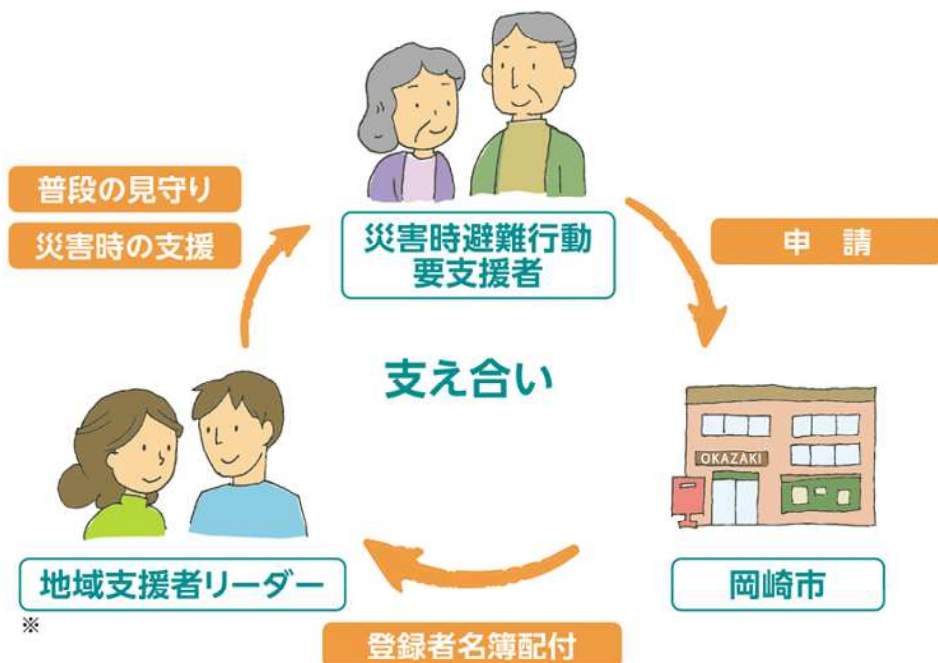 普段の見守り
災害時の支援
災害時避難行動
要支援者
申 請
支え合い
OKAZAKI
地域支援者リーダー
※
岡崎市
登録者名簿配付